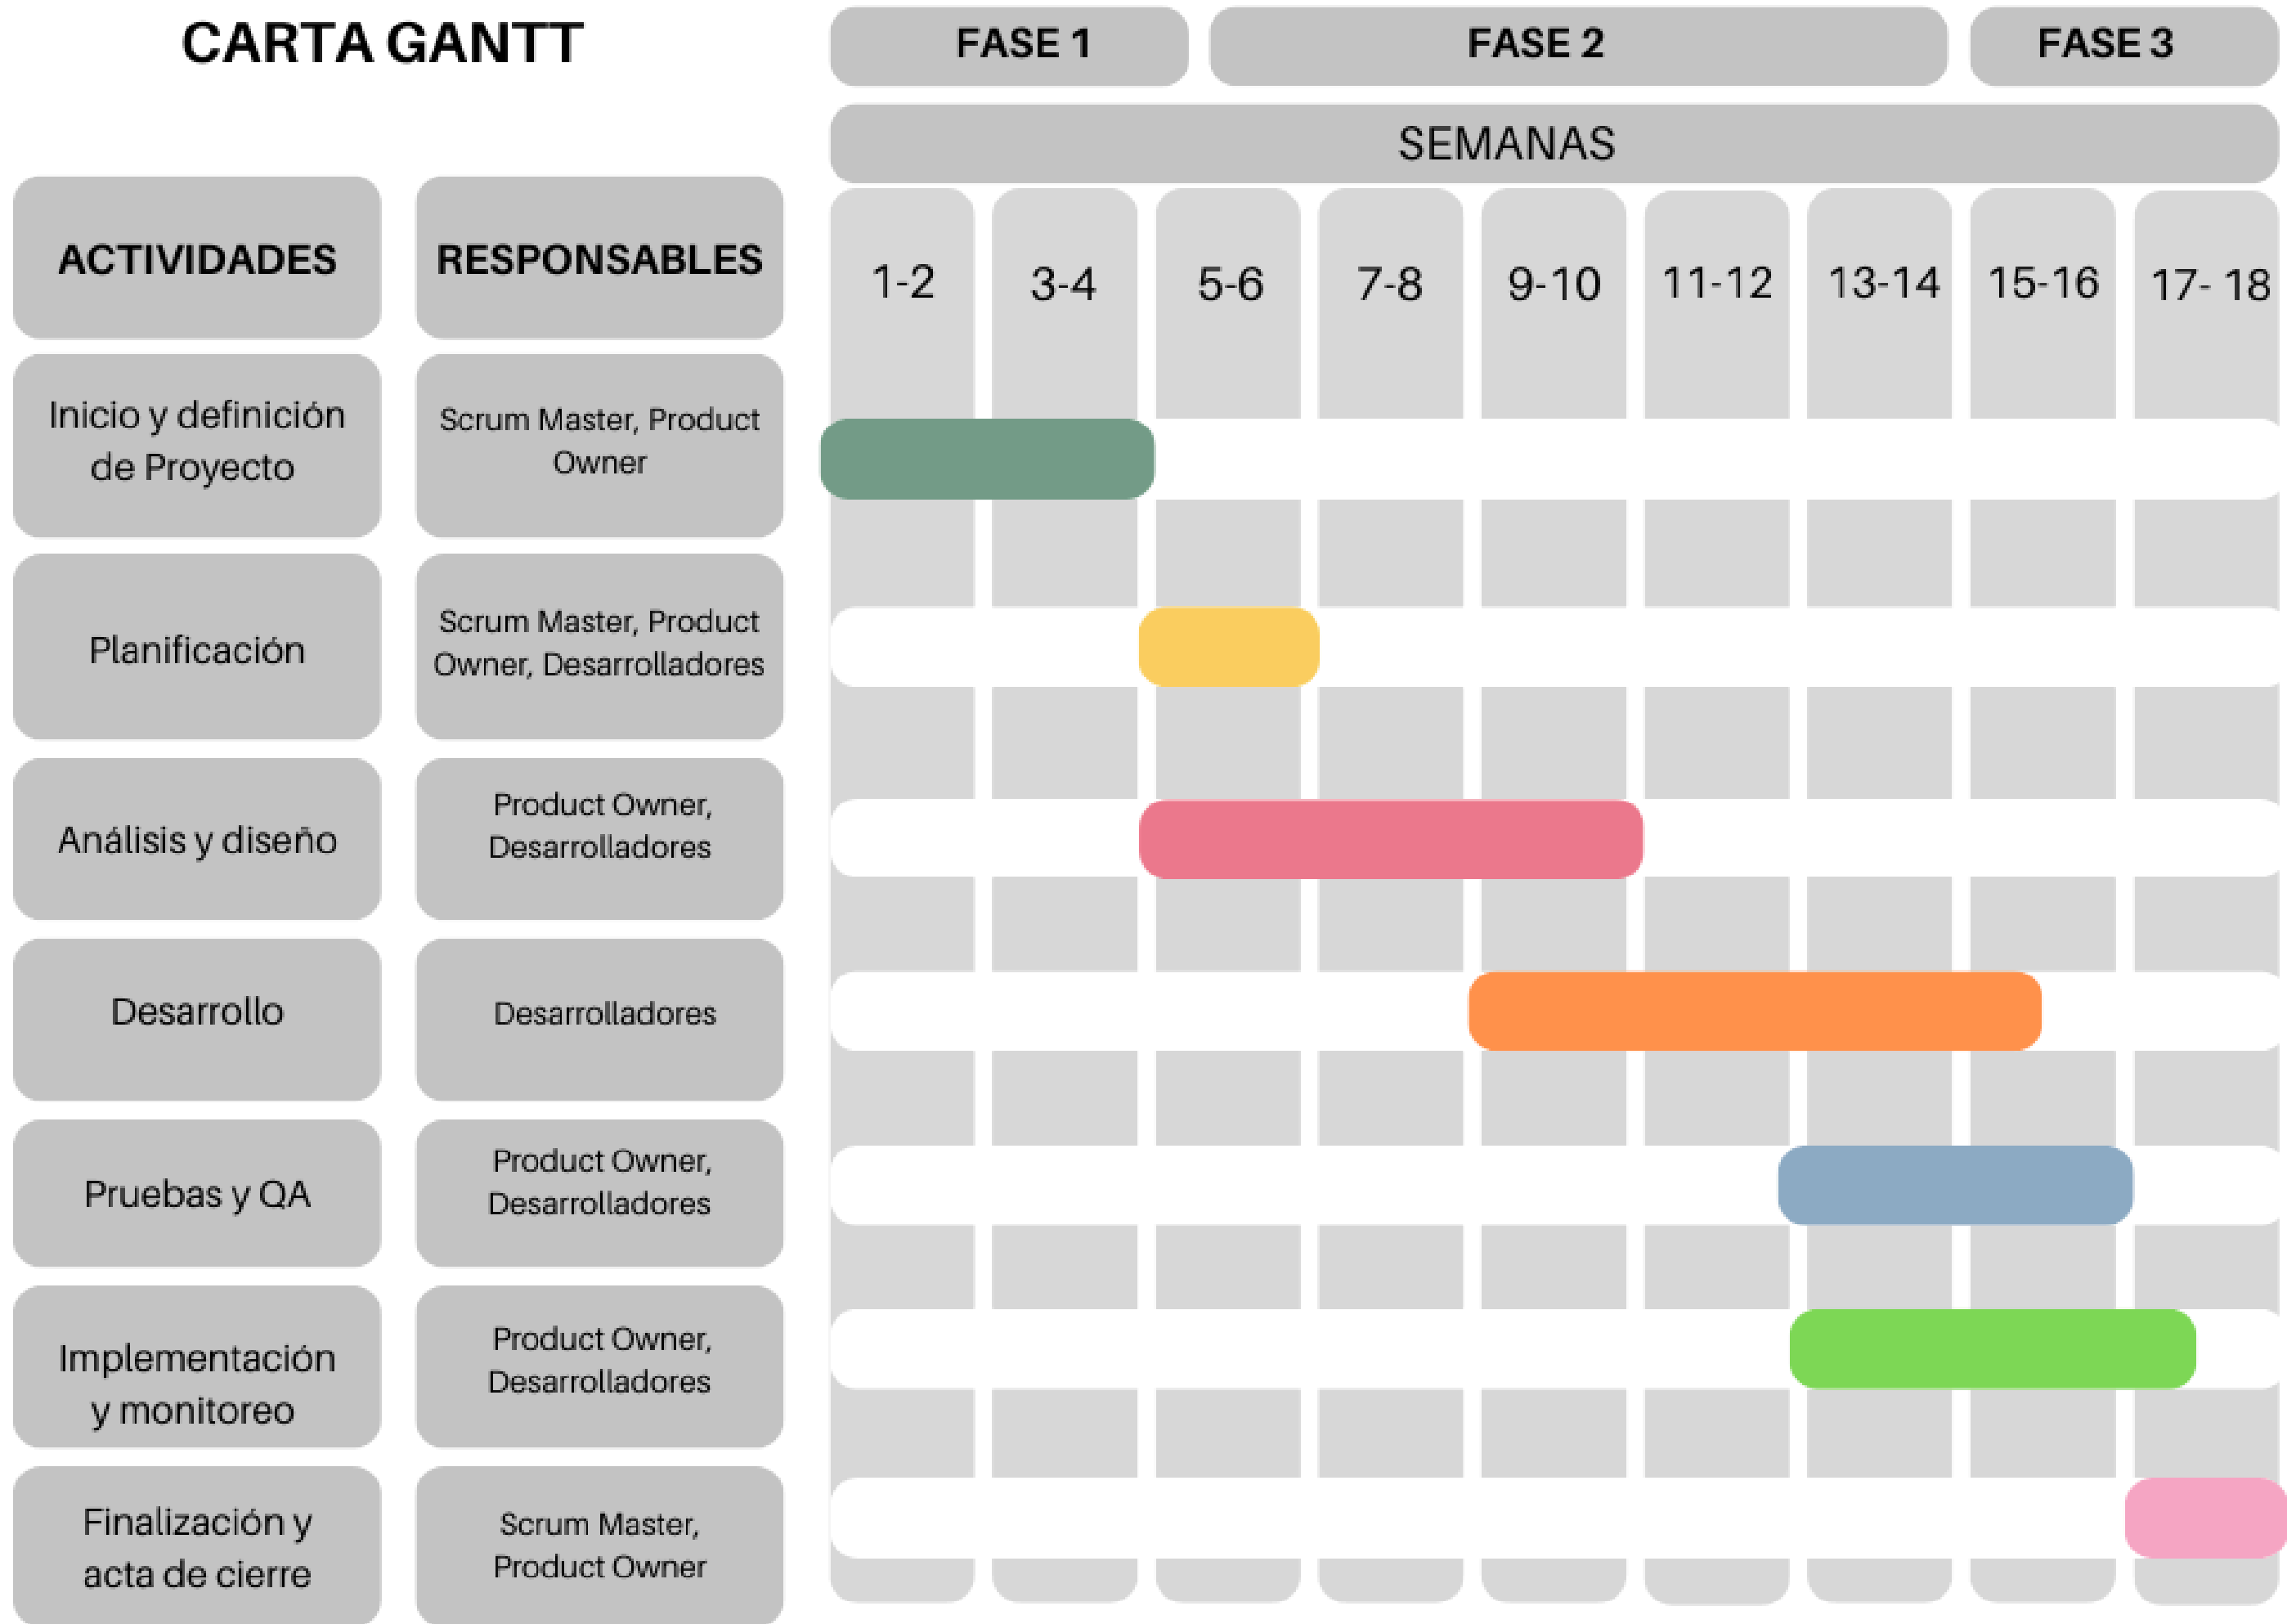 CARTA GANTT
FASE 1
FASE 2
FASE 3
SEMANAS
ACTIVIDADES
RESPONSABLES
1-2
3-4
5-6
7-8
9-10
11-12
13-14
15-16
17- 18
Inicio y definición
de Proyecto
Scrum Master, Product
Owner
Planificación
Scrum Master, Product
Owner, Desarrolladores
Análisis y diseño
Product Owner,
Desarrolladores
Desarrollo
Desarrolladores
Pruebas y QA
Product Owner,
Desarrolladores
Implementación
y monitoreo
Product Owner,
Desarrolladores
Finalización y
acta de cierre
Scrum Master,
Product Owner